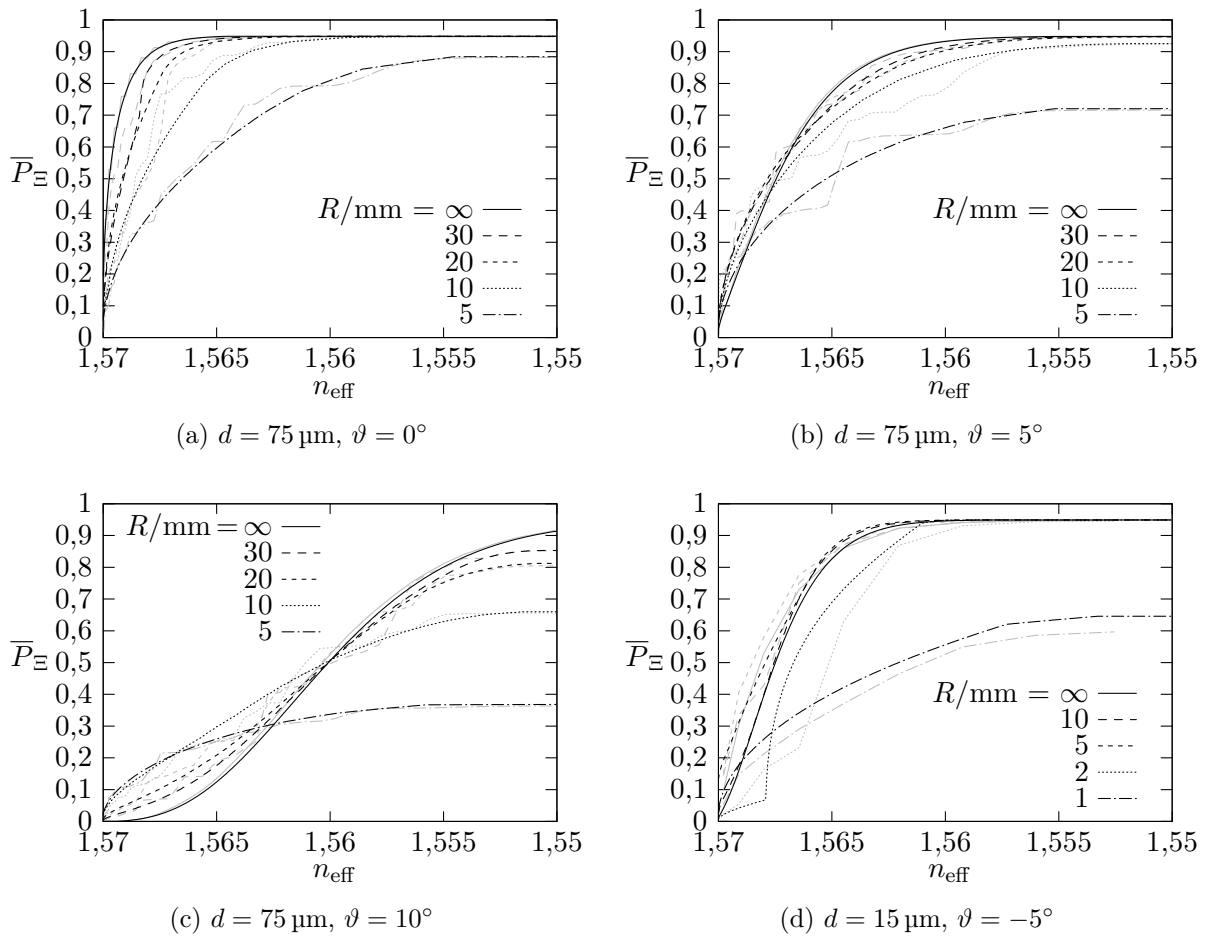 1
0,9
0,8
0,7
0,6
P̅_Ξ 0,5
0,4
0,3
0,2
0,1
0
1,57 1,565 1,56 1,555 1,55
n_eff
R/mm = ∞
30
20
10
5
(a) d = 75 µm, ϑ = 0°
1
0,9
0,8
0,7
0,6
P̅_Ξ 0,5
0,4
0,3
0,2
0,1
0
1,57 1,565 1,56 1,555 1,55
n_eff
R/mm = ∞
30
20
10
5
(b) d = 75 µm, ϑ = 5°
1
0,9
0,8
0,7
0,6
P̅_Ξ 0,5
0,4
0,3
0,2
0,1
0
1,57 1,565 1,56 1,555 1,55
n_eff
R/mm = ∞
30
20
10
5
(c) d = 75 µm, ϑ = 10°
1
0,9
0,8
0,7
0,6
P̅_Ξ 0,5
0,4
0,3
0,2
0,1
0
1,57 1,565 1,56 1,555 1,55
n_eff
R/mm = ∞
10
5
2
1
(d) d = 15 µm, ϑ = −5°